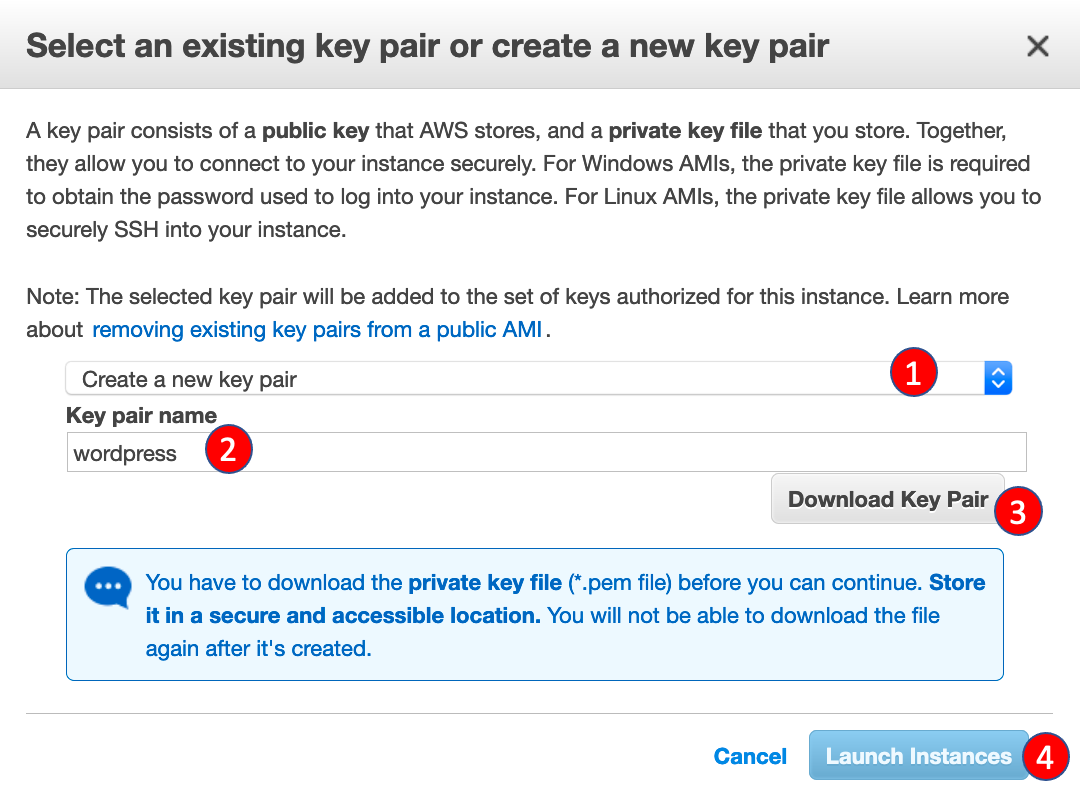 Select an existing key pair or create a new key pair
A key pair consists of a public key that AWS stores, and a private key file that you store. Together,
they allow you to connect to your instance securely. For Windows AMIs, the private key file is required
to obtain the password used to log into your instance. For Linux AMIs, the private key file allows you to
securely SSH into your instance.
Note: The selected key pair will be added to the set of keys authorized for this instance. Learn more
about removing existing key pairs from a public AMI.
Create a new key pair 1
Key pair name
wordpress 2
Download Key Pair 3
You have to download the private key file (*.pem file) before you can continue. Store
it in a secure and accessible location. You will not be able to download the file
again after it's created.
Cancel Launch Instances 4